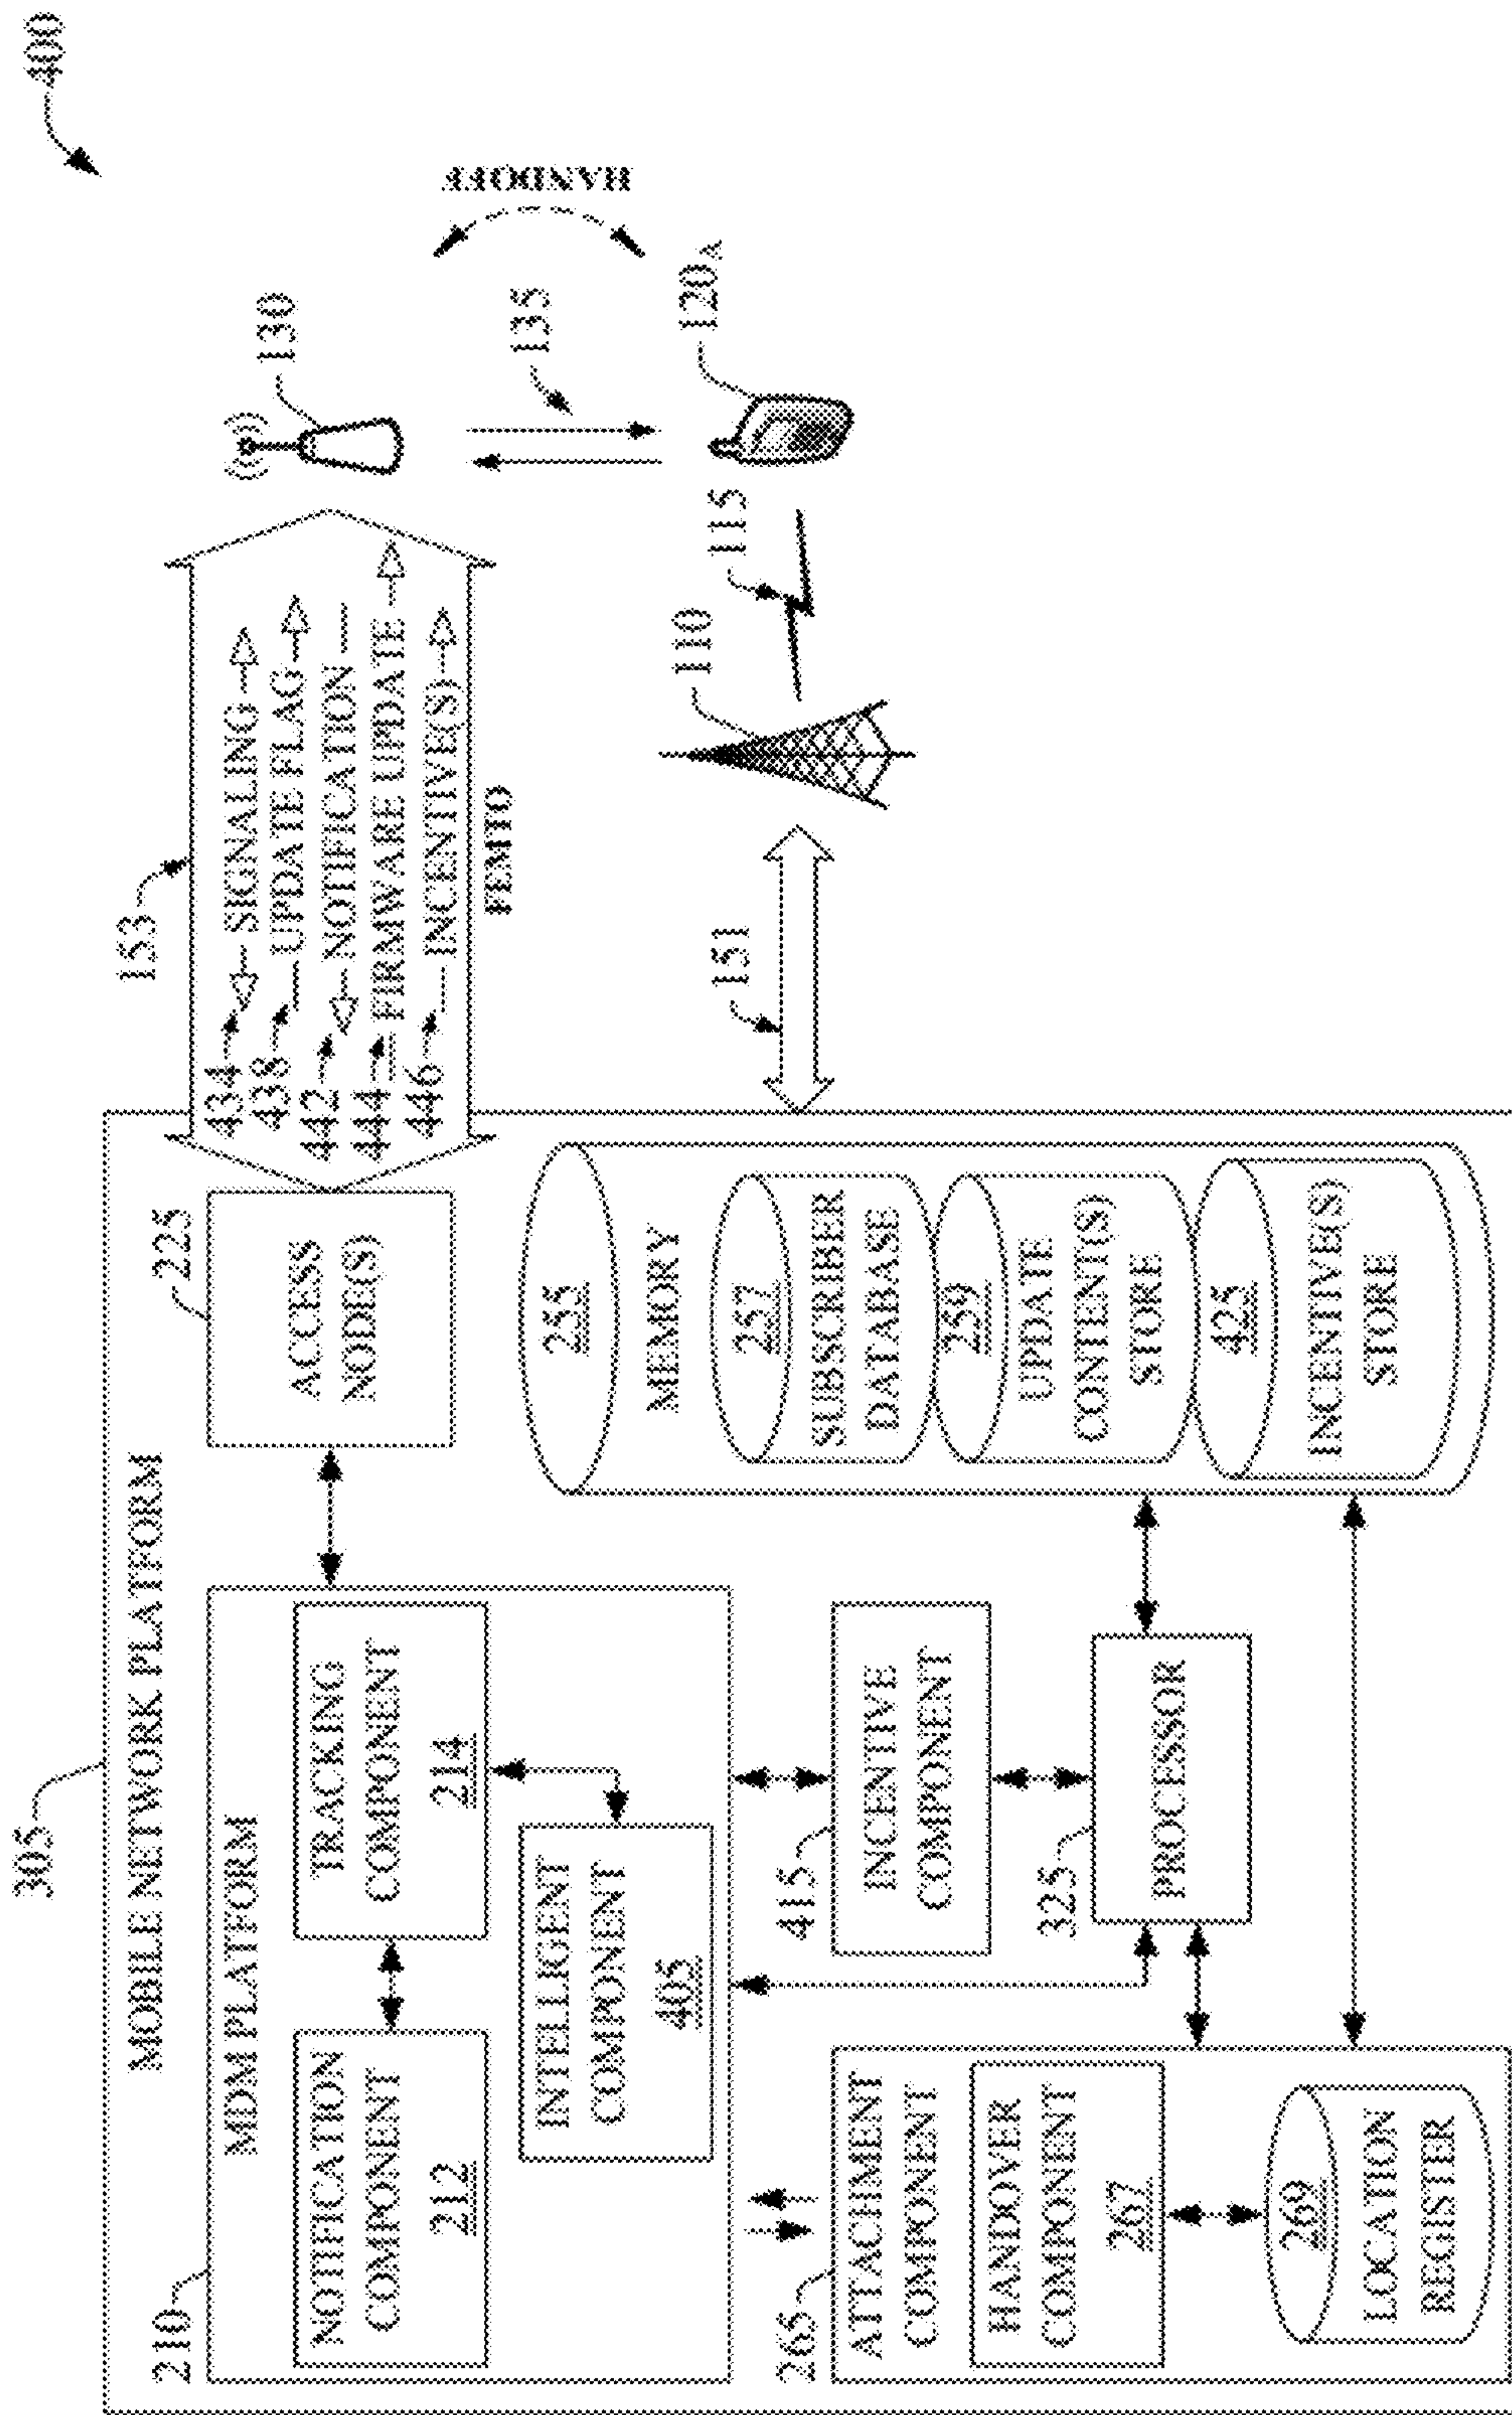 400
305
MOBILE NETWORK PLATFORM
210
MDM PLATFORM
NOTIFICATION
COMPONENT
212
TRACKING
COMPONENT
214
INTELLIGENT
COMPONENT
405
225
ACCESS
NODE(S)
153
434
SIGNALING
438
UPDATE FLAG
442
NOTIFICATION
444
FIRMWARE UPDATE
446
INCENTIVE(S)
FEMTO
130
HANDOFF
135
120A
115
110
151
415
INCENTIVE
COMPONENT
325
PROCESSOR
265
ATTACHMENT
COMPONENT
HANDOVER
COMPONENT
267
269
LOCATION
REGISTER
255
MEMORY
257
SUBSCRIBER
DATABASE
259
UPDATE
CONTENT(S)
STORE
425
INCENTIVE(S)
STORE